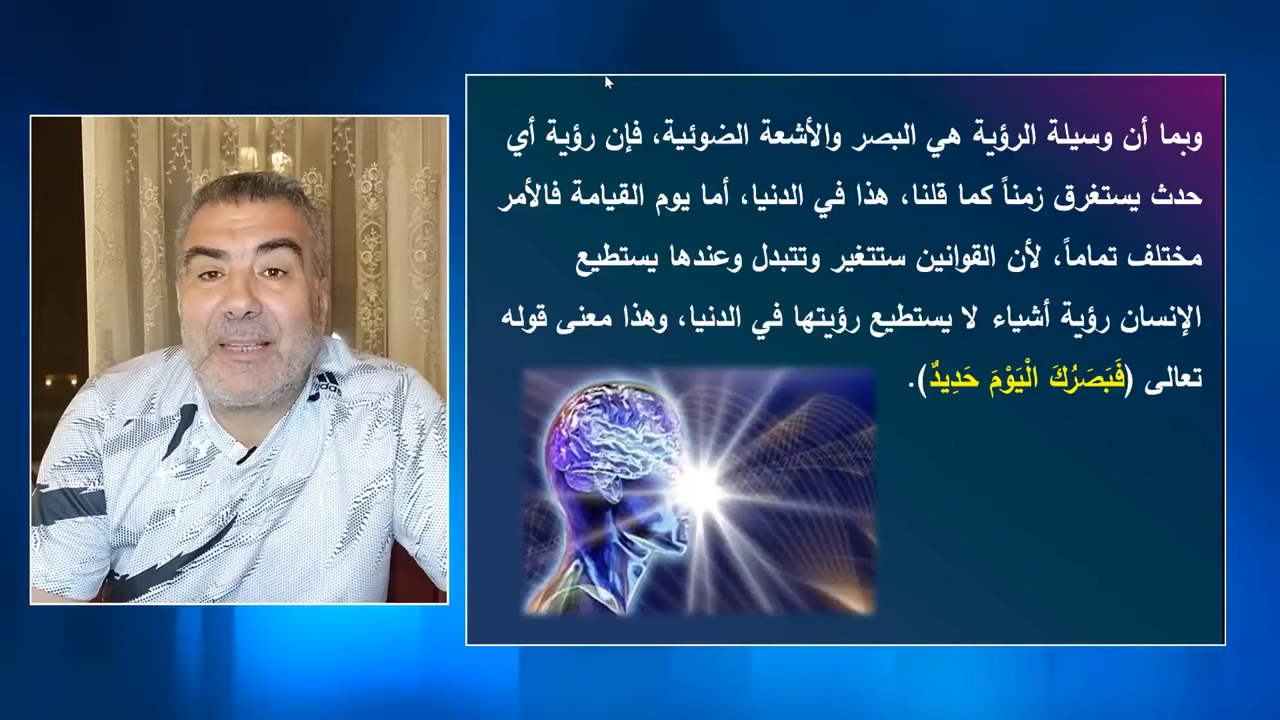 وبما أن وسيلة الرؤية هي البصر والأشعة الضوئية، فإن رؤية أي
حدث يستغرق زمناً كما قلنا، هذا في الدنيا، أما يوم القيامة فالأمر
مختلف تماماً، لأن القوانين ستتغير وتتبدل وعندها يستطيع
الإنسان رؤية أشياء لا يستطيع رؤيتها في الدنيا، وهذا معنى قوله
تعالى (فَبَصَرُكَ الْيَوْمَ حَدِيدٌ).
adidas